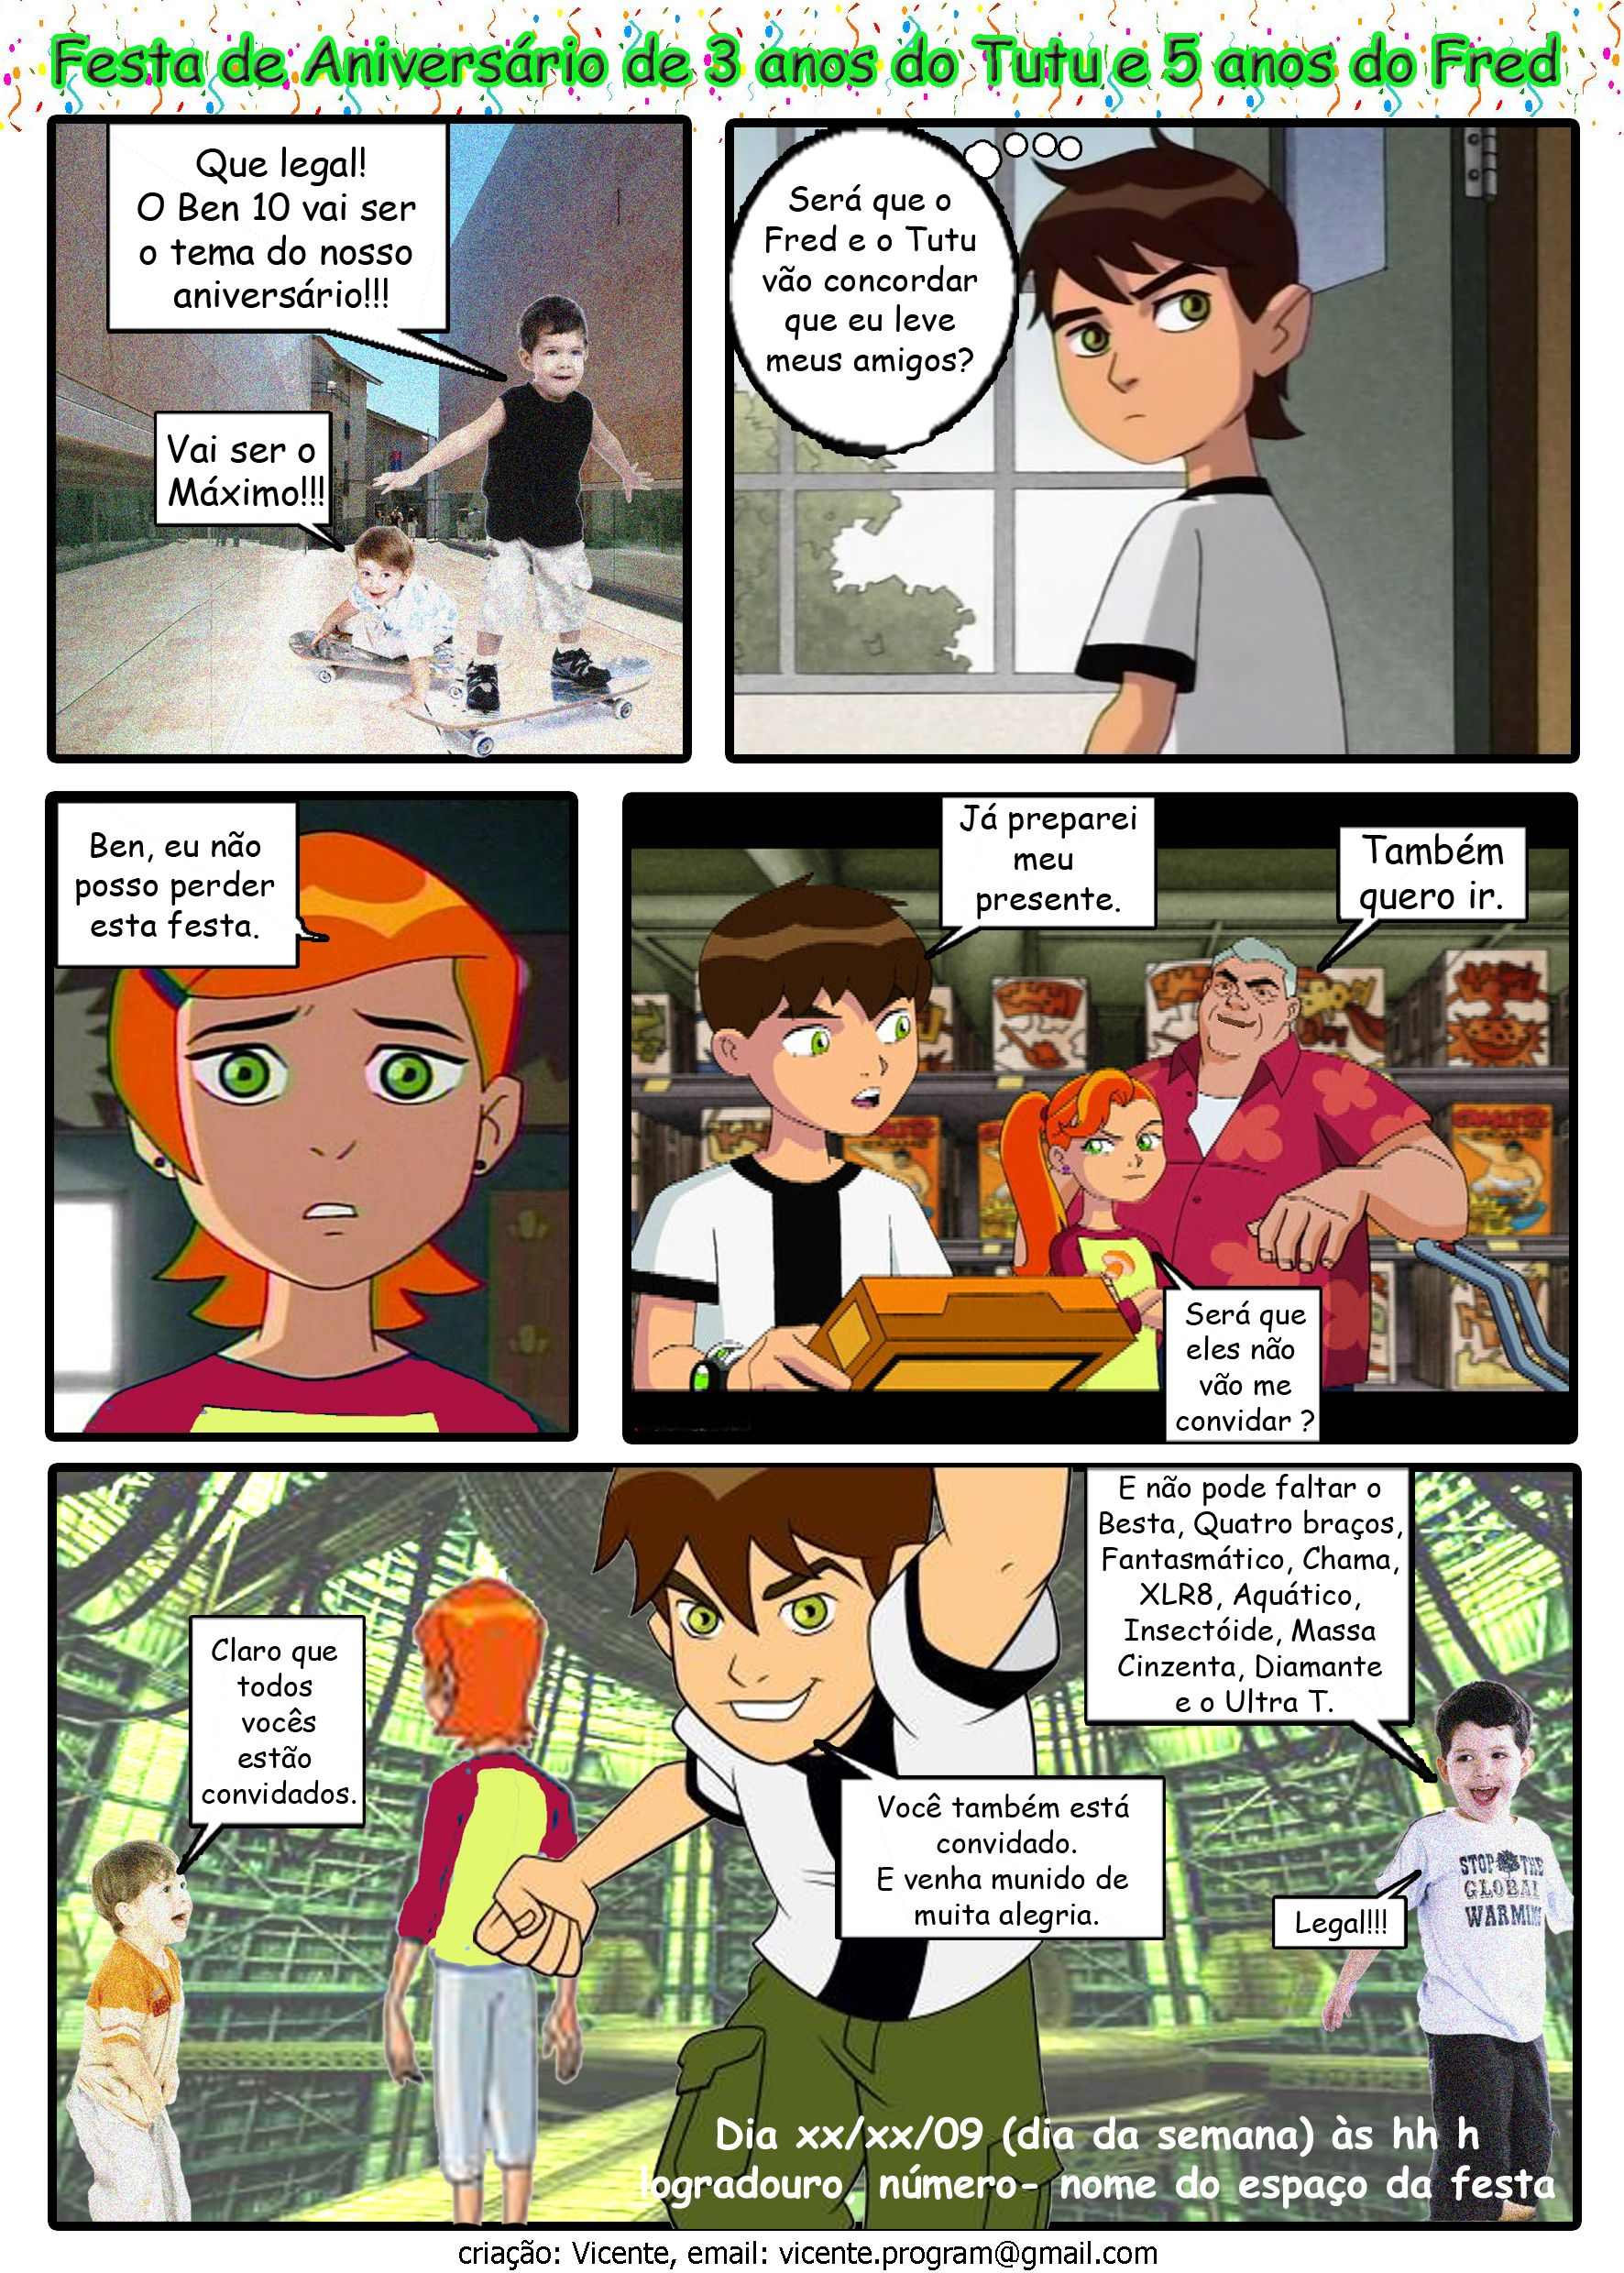 Festa de Aniversário de 3 anos do Tutu e 5 anos do Fred
Que legal!
O Ben 10 vai ser
o tema do nosso
aniversário!!!
Vai ser o
Máximo!!!
Será que o
Fred e o Tutu
vão concordar
que eu leve
meus amigos?
Ben, eu não
posso perder
esta festa.
Já preparei
meu
presente.
Também
quero ir.
Será que
eles não
vão me
convidar ?
Claro que
todos
vocês
estão
convidados.
Você também está
convidado.
E venha munido de
muita alegria.
E não pode faltar o
Besta, Quatro braços,
Fantasmático, Chama,
XLR8, Aquático,
Insectóide, Massa
Cinzenta, Diamante
e o Ultra T.
Legal!!!
STOP THE
GLOBAL
WARMING
Dia xx/xx/09 (dia da semana) às hh h
logradouro, número- nome do espaço da festa
criação: Vicente, email: vicente.program@gmail.com